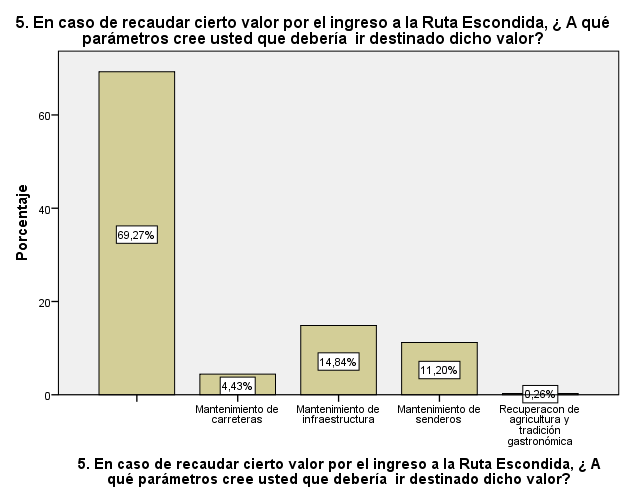 5. En caso de recaudar cierto valor por el ingreso a la Ruta Escondida, ¿ A qué
parámetros cree usted que debería  ir destinado dicho valor?
Porcentaje
60
40
20
0
69,27%
4,43%
14,84%
11,20%
0,26%
Mantenimiento de
carreteras
Mantenimiento de
infraestructura
Mantenimiento de
senderos
Recuperacon de
agricultura y
tradición
gastronómica
5. En caso de recaudar cierto valor por el ingreso a la Ruta Escondida, ¿ A
qué parámetros cree usted que debería  ir destinado dicho valor?